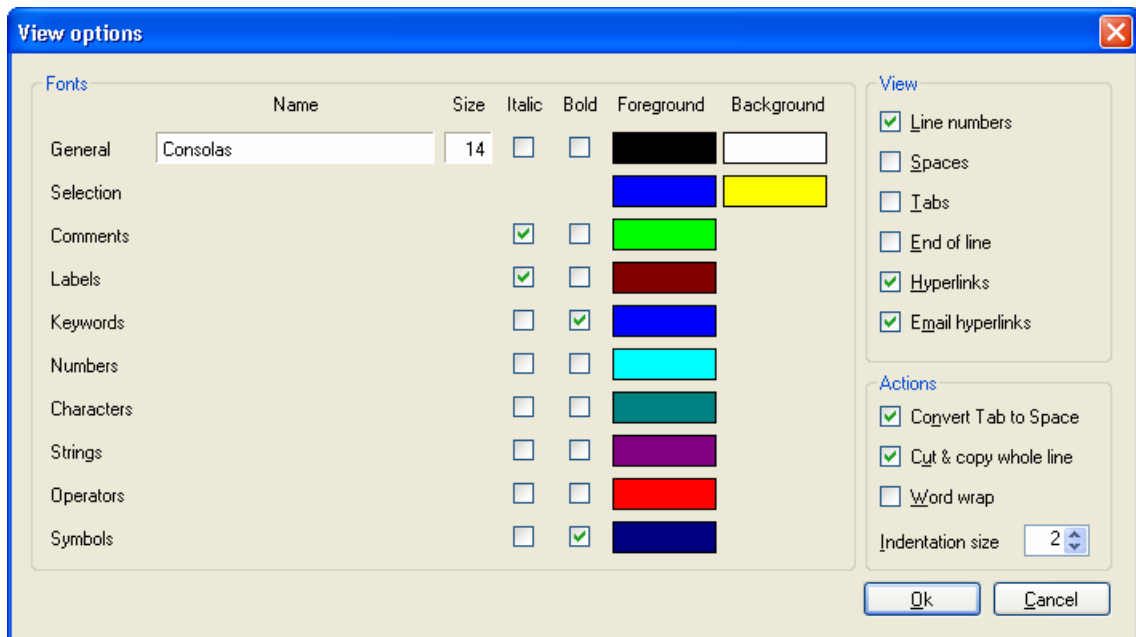 View options
Fonts
Name Size Italic Bold Foreground Background
General Consolas 14
Selection
Comments
Labels
Keywords
Numbers
Characters
Strings
Operators
Symbols
View
Line numbers
Spaces
Tabs
End of line
Hyperlinks
Email hyperlinks
Actions
Convert Tab to Space
Cut & copy whole line
Word wrap
Indentation size 2
Ok Cancel